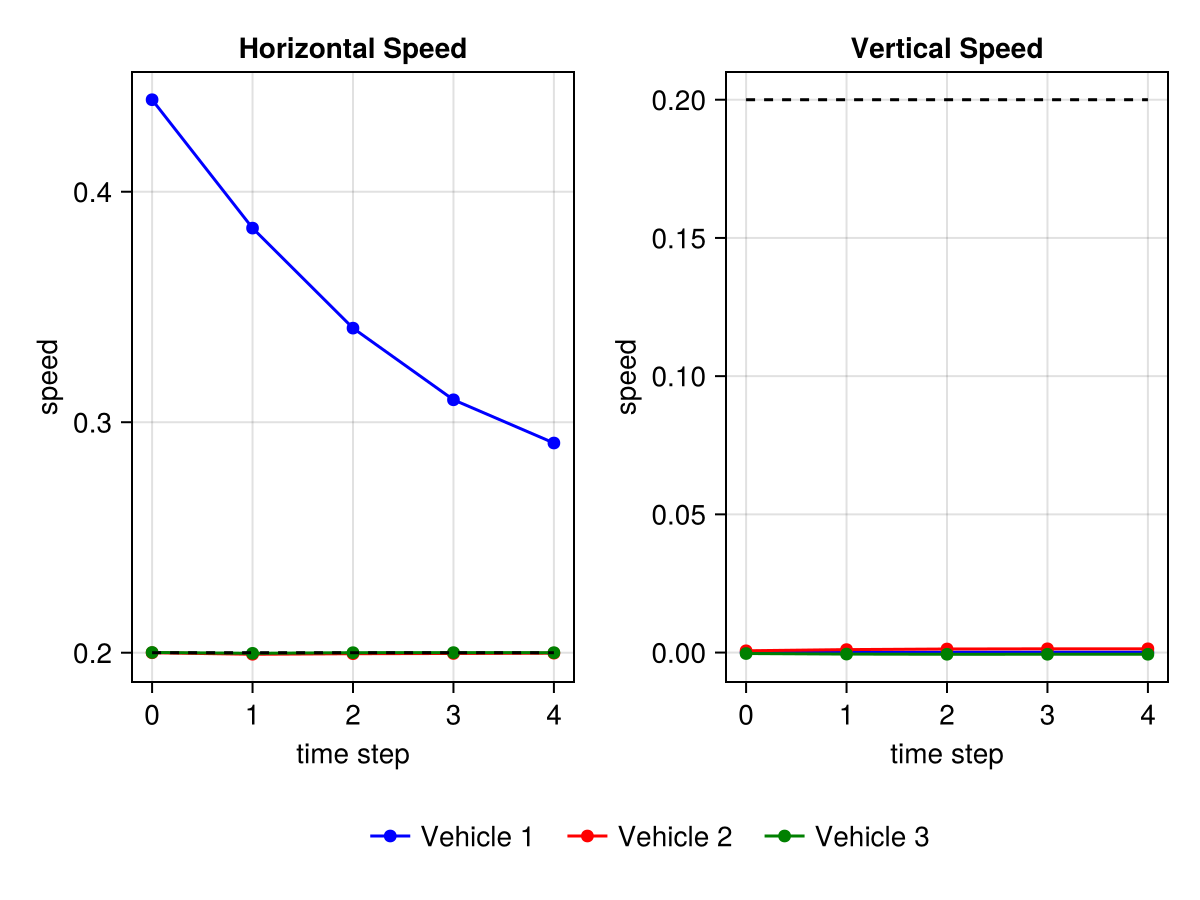 Horizontal Speed
0.4
0.3
0.2
speed
0 1 2 3 4
time step
Vertical Speed
0.20
0.15
0.10
0.05
0.00
speed
0 1 2 3 4
time step
Vehicle 1 Vehicle 2 Vehicle 3